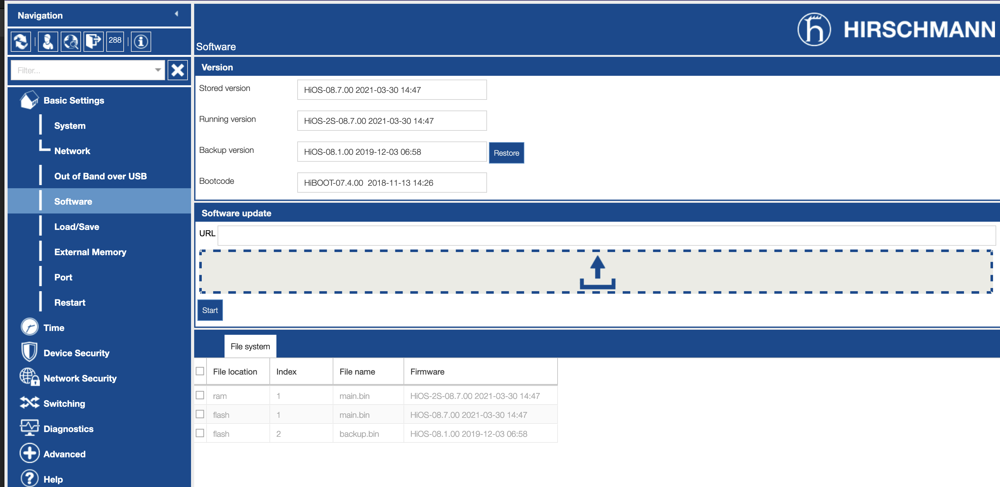 Navigation
288
Filter...
Basic Settings
System
Network
Out of Band over USB
Software
Load/Save
External Memory
Port
Restart
Time
Device Security
Network Security
Switching
Diagnostics
Advanced
Help
HIRSCHMANN
Software
Version
Stored version HiOS-08.7.00 2021-03-30 14:47
Running version HiOS-2S-08.7.00 2021-03-30 14:47
Backup version HiOS-08.1.00 2019-12-03 06:58 Restore
Bootcode HiBOOT-07.4.00  2018-11-13 14:26
Software update
URL
Start
File system
File location Index File name Firmware
ram 1 main.bin HiOS-2S-08.7.00 2021-03-30 14:47
flash 1 main.bin HiOS-08.7.00 2021-03-30 14:47
flash 2 backup.bin HiOS-08.1.00 2019-12-03 06:58